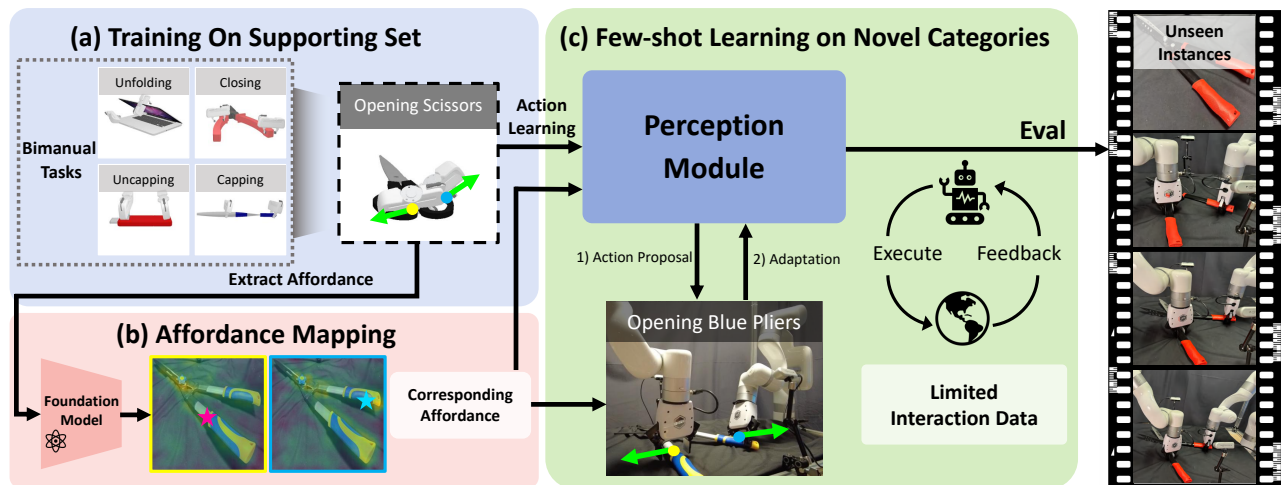 (a) Training On Supporting Set
Bimanual
Tasks
Unfolding
Closing
Uncapping
Capping
Opening Scissors
Extract Affordance
Action
Learning
(b) Affordance Mapping
Foundation
Model
Corresponding
Affordance
(c) Few-shot Learning on Novel Categories
Perception
Module
1) Action Proposal
2) Adaptation
Opening Blue Pliers
Execute
Feedback
Limited
Interaction Data
Eval
Unseen
Instances